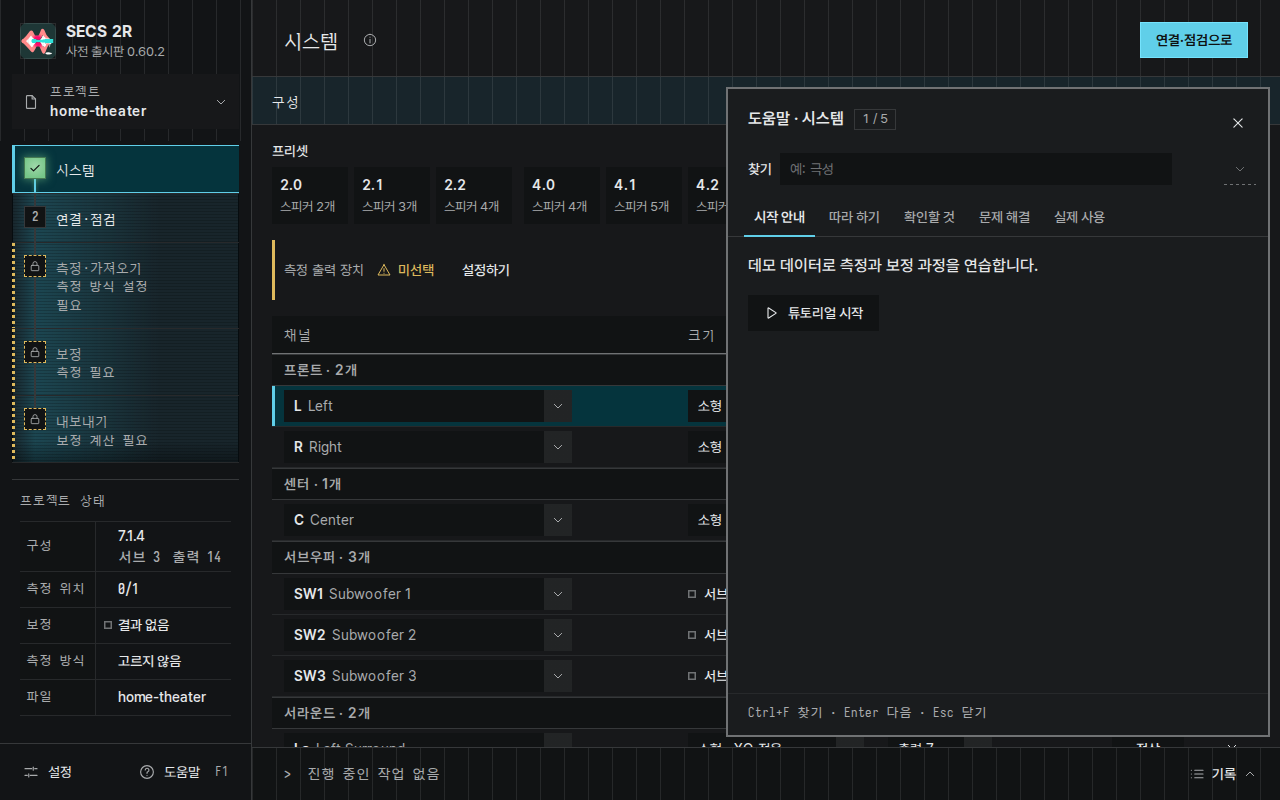 SECS 2R
사전 출시판 0.60.2
프로젝트
home-theater
시스템
2
연결·점검
측정·가져오기
측정 방식 설정
필요
보정
측정 필요
내보내기
보정 계산 필요
프로젝트 상태
구성
7.1.4
서브 3 출력 14
측정 위치
0/1
보정
결과 없음
측정 방식
고르지 않음
파일
home-theater
설정
도움말 F1
시스템
연결·점검으로
구성
프리셋
2.0
스피커 2개
2.1
스피커 3개
2.2
스피커 4개
4.0
스피커 4개
4.1
스피커 5개
4.2
측정 출력 장치
미선택
설정하기
채널
크기
프론트 · 2개
L Left
소형
R Right
소형
센터 · 1개
C Center
소형
서브우퍼 · 3개
SW1 Subwoofer 1
서브
SW2 Subwoofer 2
서브
SW3 Subwoofer 3
서브
서라운드 · 2개
도움말 · 시스템
1 / 5
찾기
예: 극성
시작 안내
따라 하기
확인할 것
문제 해결
실제 사용
데모 데이터로 측정과 보정 과정을 연습합니다.
튜토리얼 시작
Ctrl+F 찾기 · Enter 다음 · Esc 닫기
> 진행 중인 작업 없음
기록